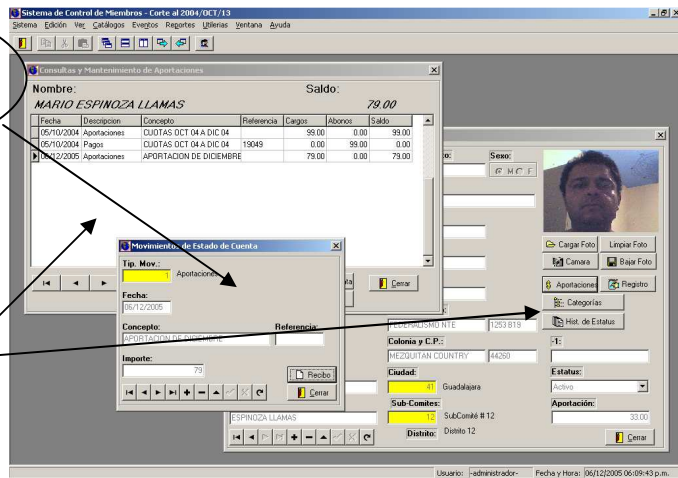 Sistema de Control de Miembros - Corte al 2004/OCT/13
Sistema Edición Ver Catálogos Eventos Reportes Utilerias Ventana Ayuda
Consultas y Mantenimiento de Aportaciones
Nombre: Saldo:
MARIO ESPINOZA LLAMAS 79.00
Fecha Descripcion Concepto Referencia Cargos Abonos Saldo
05/10/2004 Aportaciones CUOTAS OCT 04 A DIC 04 99.00 0.00 99.00
05/10/2004 Pagos CUOTAS OCT 04 A DIC 04 19049 0.00 99.00 0.00
06/12/2005 Aportaciones APORTACION DE DICIEMBRE 79.00 0.00 79.00
Cerrar
Movimientos de Estado de Cuenta
Tip. Mov.:
1 Aportaciones
Fecha:
06/12/2005
Concepto: Referencia:
APORTACION DE DICIEMBRE
Importe:
79
Recibo
Cerrar
Sexo:
M F
Cargar Foto Limpiar Foto
Camara Bajar Foto
Aportaciones Registro
Categorías
Hist. de Estatus
FEDERALISMO NTE 1253 B19
Colonia y C.P.: -1:
MEZQUITAN COUNTRY 44260
Ciudad: Estatus:
41 Guadalajara Activo
Sub-Comites: Aportación:
ESPINOZA LLAMAS 12 SubComité # 12 33.00
Distrito: Distrito 12
Cerrar
Usuario: -administrador- Fecha y Hora: 06/12/2005 06:09:43 p.m.